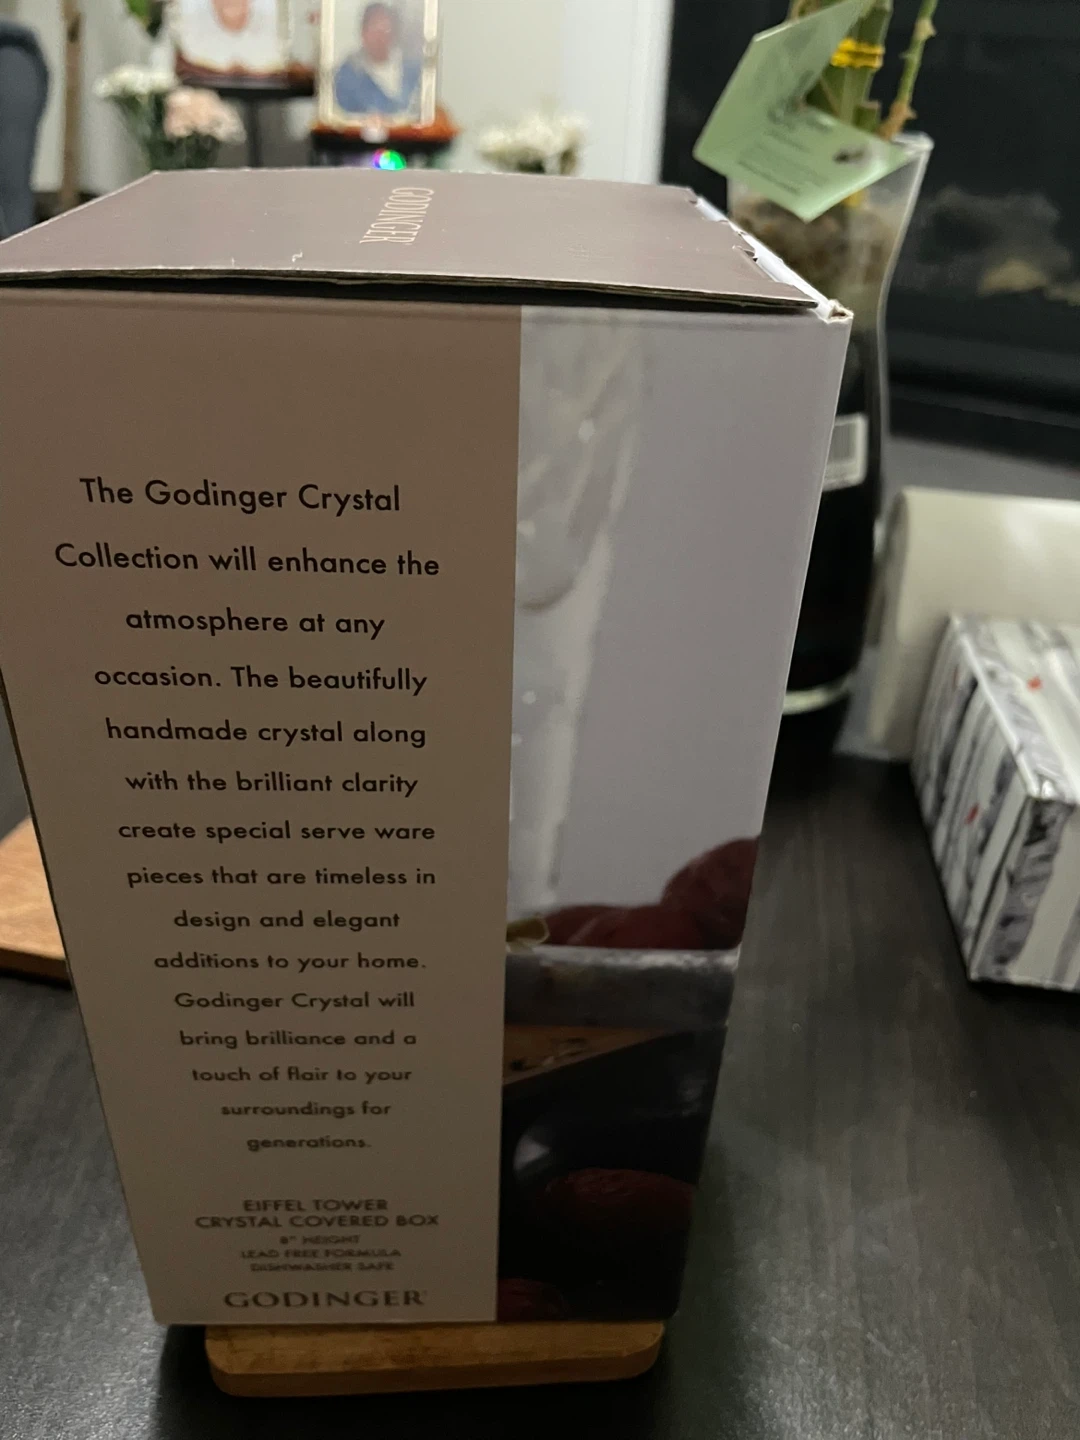 GODINGER
The Godinger Crystal
Collection will enhance the
atmosphere at any
occasion. The beautifully
handmade crystal along
with the brilliant clarity
create special serve ware
pieces that are timeless in
design and elegant
additions to your home.
Godinger Crystal will
bring brilliance and a
touch of flair to your
surroundings for
generations.
EIFFEL TOWER
CRYSTAL COVERED BOX
8" HEIGHT
LEAD FREE FORMULA
DISHWASHER SAFE
GODINGER®